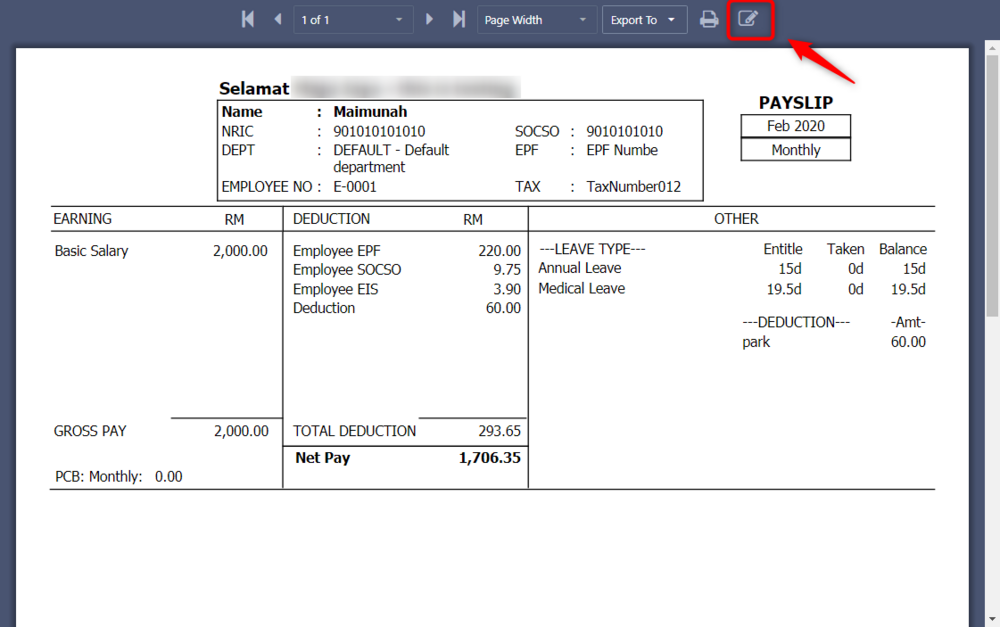 1 of 1 Page Width Export To
Selamat
PAYSLIP
Feb 2020
Monthly
Name : Maimunah
NRIC : 901010101010 SOCSO : 9010101010
DEPT : DEFAULT - Default department EPF : EPF Numbe
EMPLOYEE NO : E-0001 TAX : TaxNumber012
EARNING RM DEDUCTION RM OTHER
Basic Salary 2,000.00 Employee EPF 220.00 ---LEAVE TYPE--- Entitle Taken Balance
Employee SOCSO 9.75 Annual Leave 15d 0d 15d
Employee EIS 3.90 Medical Leave 19.5d 0d 19.5d
Deduction 60.00
---DEDUCTION--- -Amt-
park 60.00
GROSS PAY 2,000.00 TOTAL DEDUCTION 293.65
Net Pay 1,706.35
PCB: Monthly: 0.00